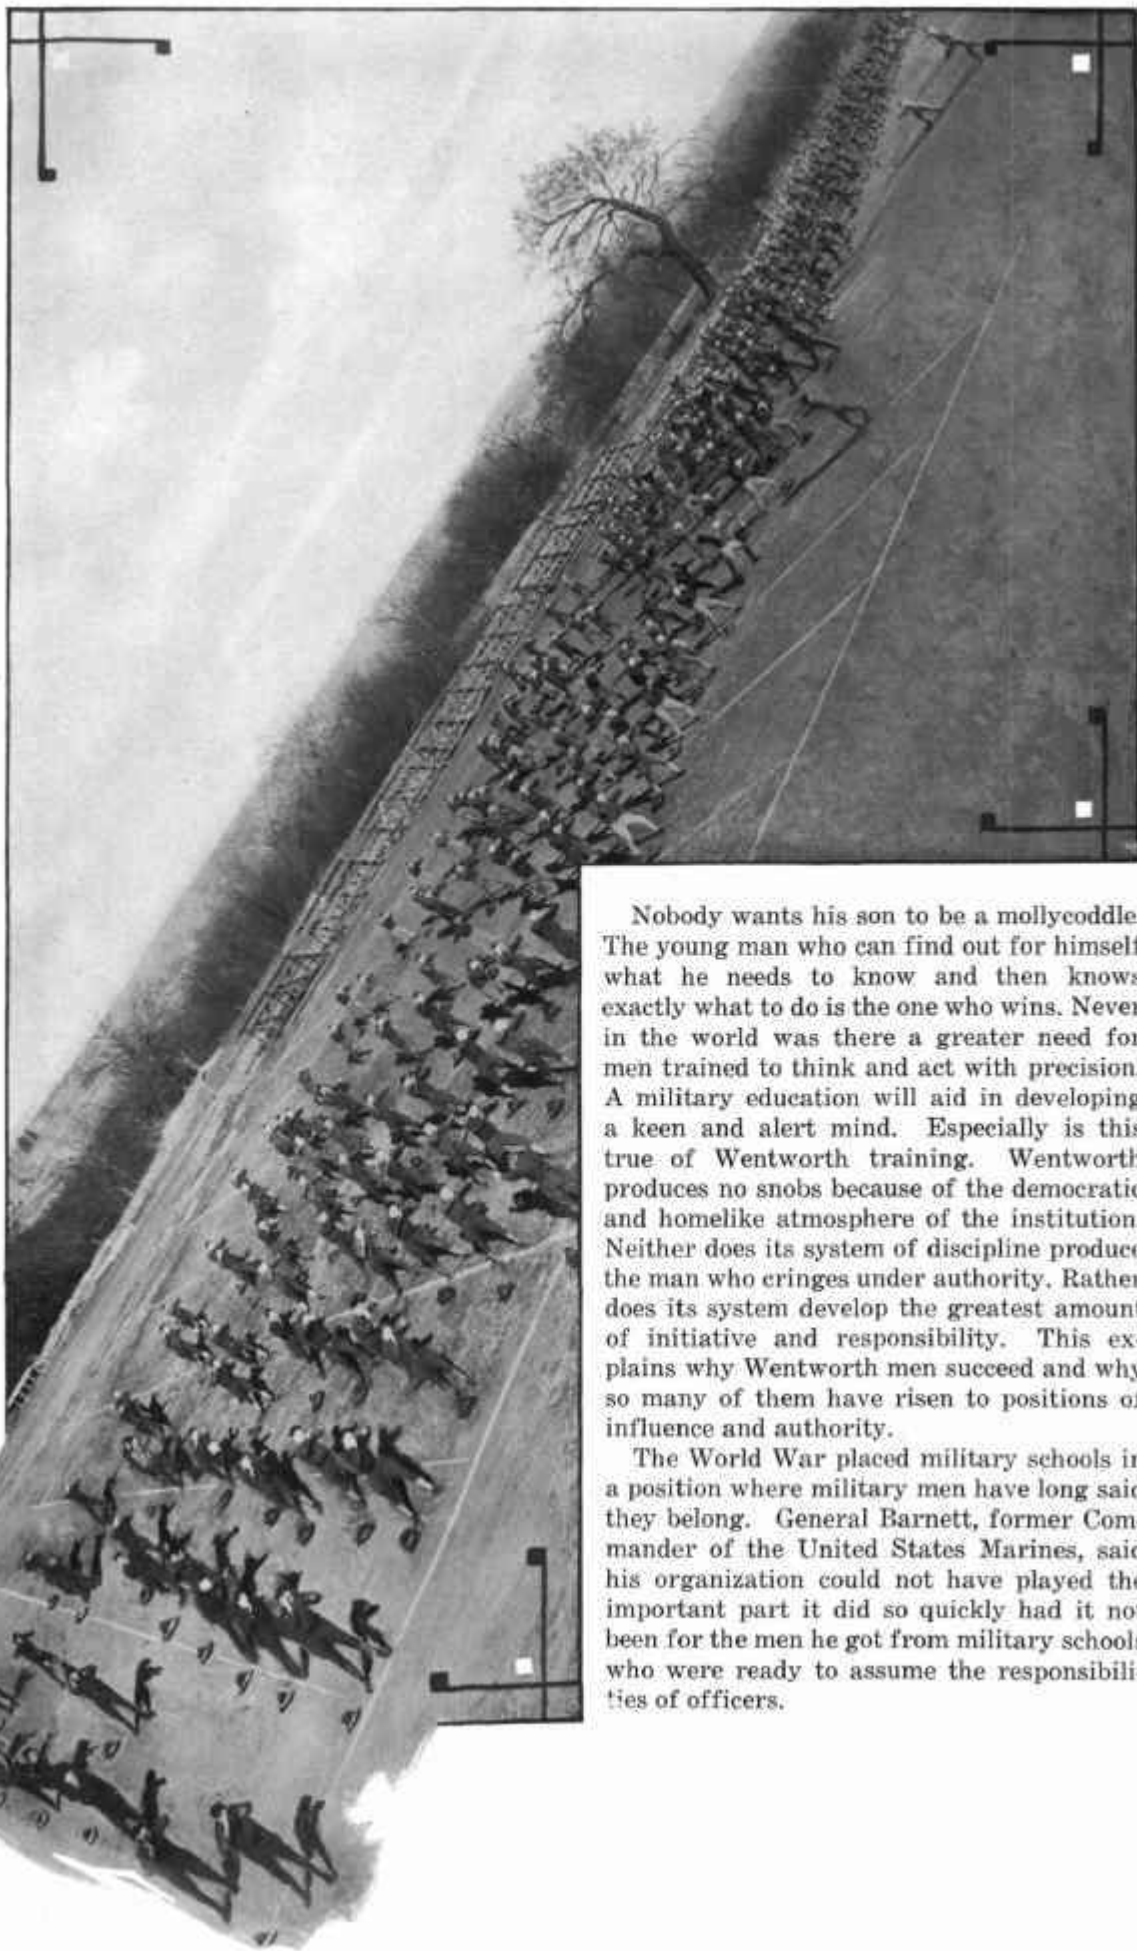 Nobody wants his son to be a mollycoddle
The young man who can find out for himself
what he needs to know and then knows
exactly what to do is the one who wins. Never
in the world was there a greater need for
men trained to think and act with precision.
A military education will aid in developing
a keen and alert mind. Especially is this
true of Wentworth training. Wentworth
produces no snobs because of the democratic
and homelike atmosphere of the institution
Neither does its system of discipline produce
the man who cringes under authority. Rather
does its system develop the greatest amount
of initiative and responsibility. This ex-
plains why Wentworth men succeed and why
so many of them have risen to positions of
influence and authority.
The World War placed military schools in
a position where military men have long said
they belong. General Barnett, former Com-
mander of the United States Marines, said
his organization could not have played the
important part it did so quickly had it not
been for the men he got from military schools
who were ready to assume the responsibili-
ties of officers.